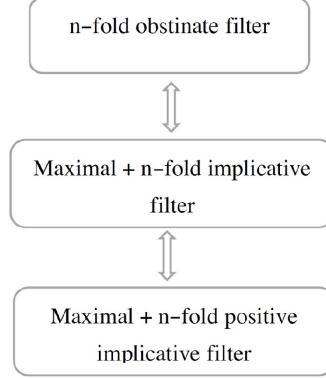 n−fold obstinate filter
Maximal + n−fold implicative
filter
Maximal + n−fold positive
implicative filter